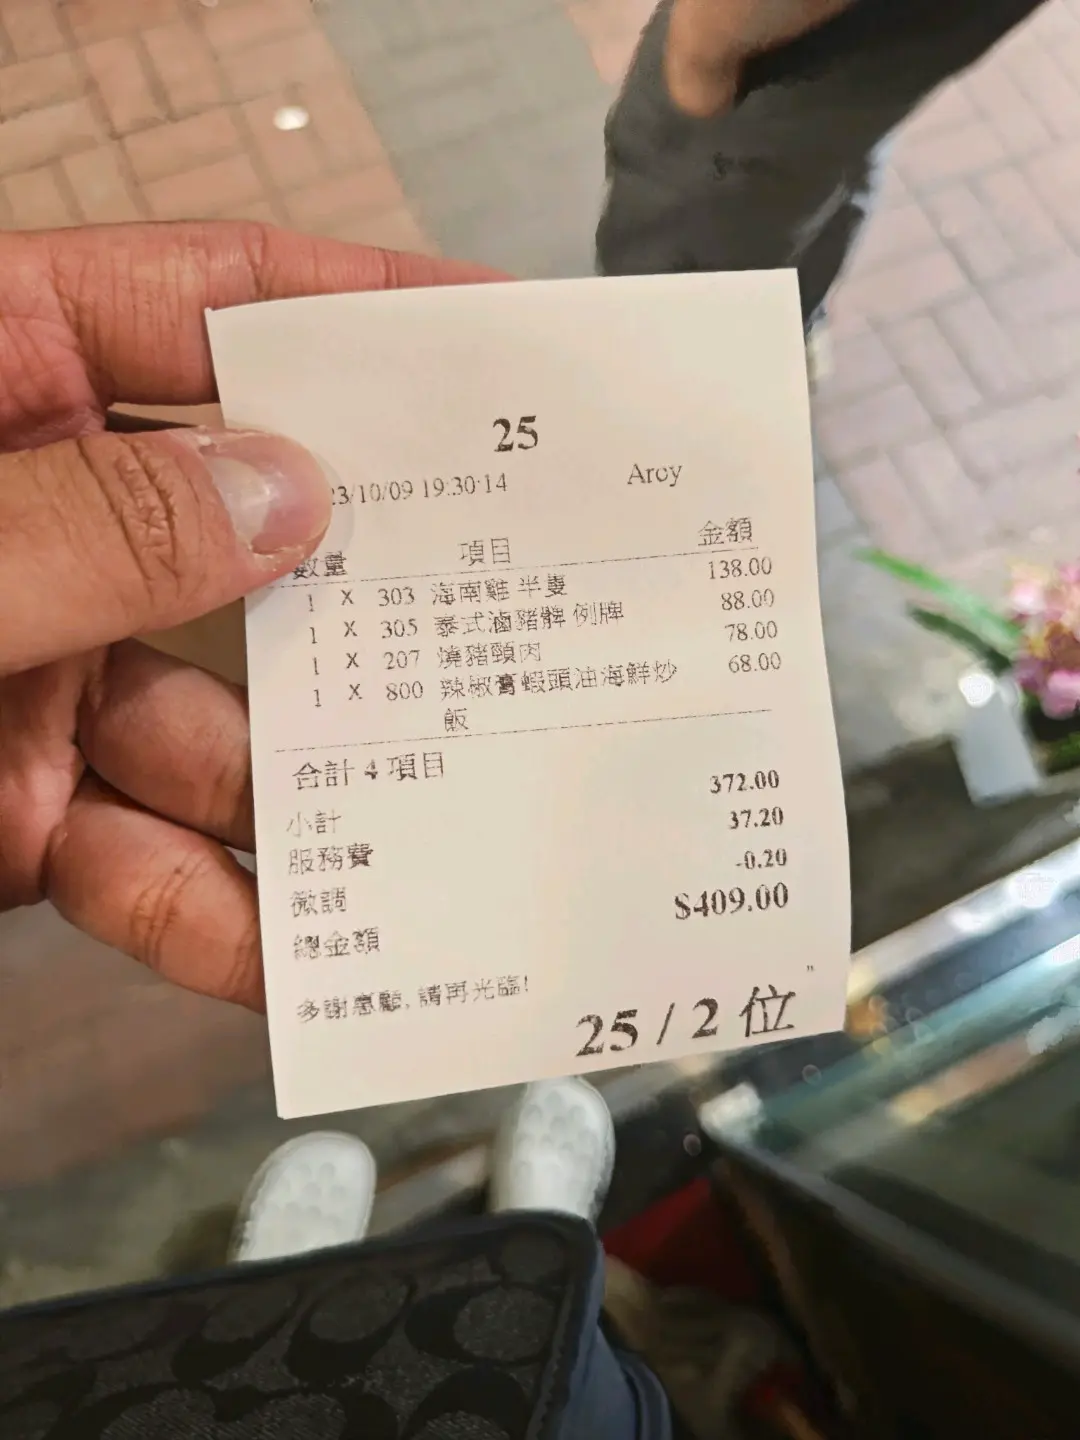 25
23/10/09 19:30:14 Aroy
數量 項目 金額
1 X 303 海南雞 半隻 138.00
1 X 305 泰式滷豬髀 例牌 88.00
1 X 207 燒豬頸肉 78.00
1 X 800 辣椒膏蝦頭油海鮮炒 68.00
飯
合計 4 項目
小計 372.00
服務費 37.20
微調 -0.20
總金額 $409.00
多謝惠顧, 請再光臨!
"
25 / 2 位